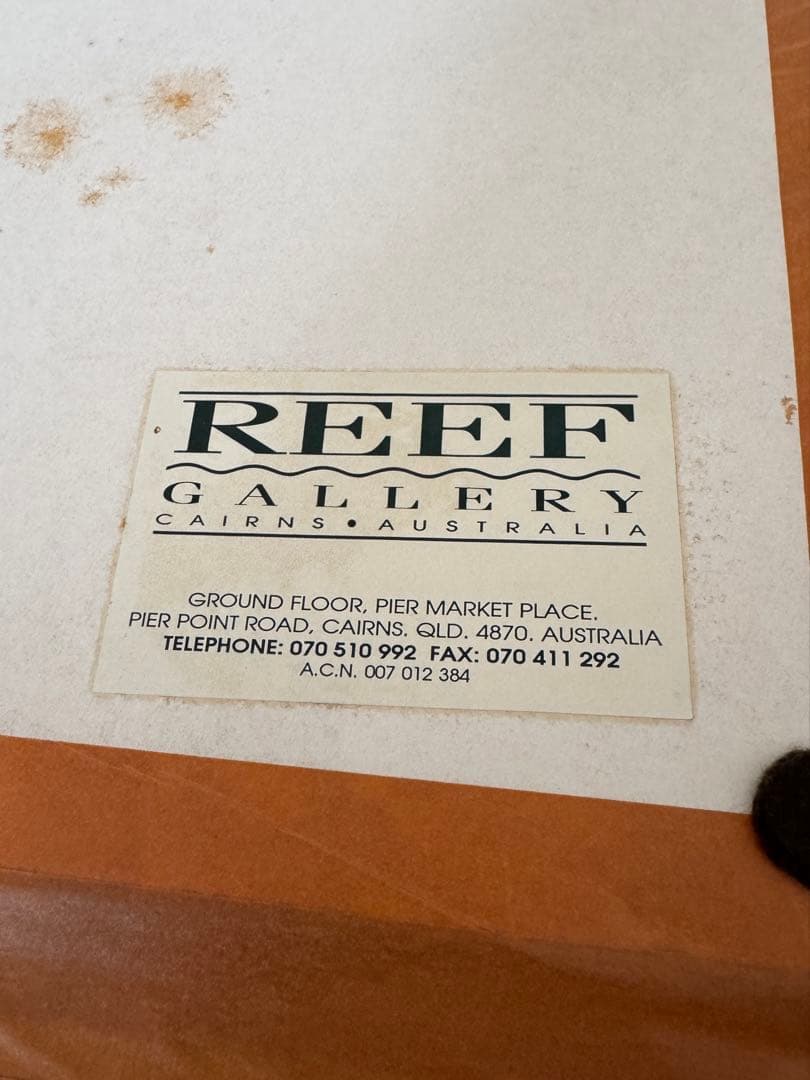 REEF
GALLERY
CAIRNS • AUSTRALIA
GROUND FLOOR, PIER MARKET PLACE.
PIER POINT ROAD, CAIRNS. QLD. 4870. AUSTRALIA
TELEPHONE: 070 510 992 FAX: 070 411 292
A.C.N. 007 012 384